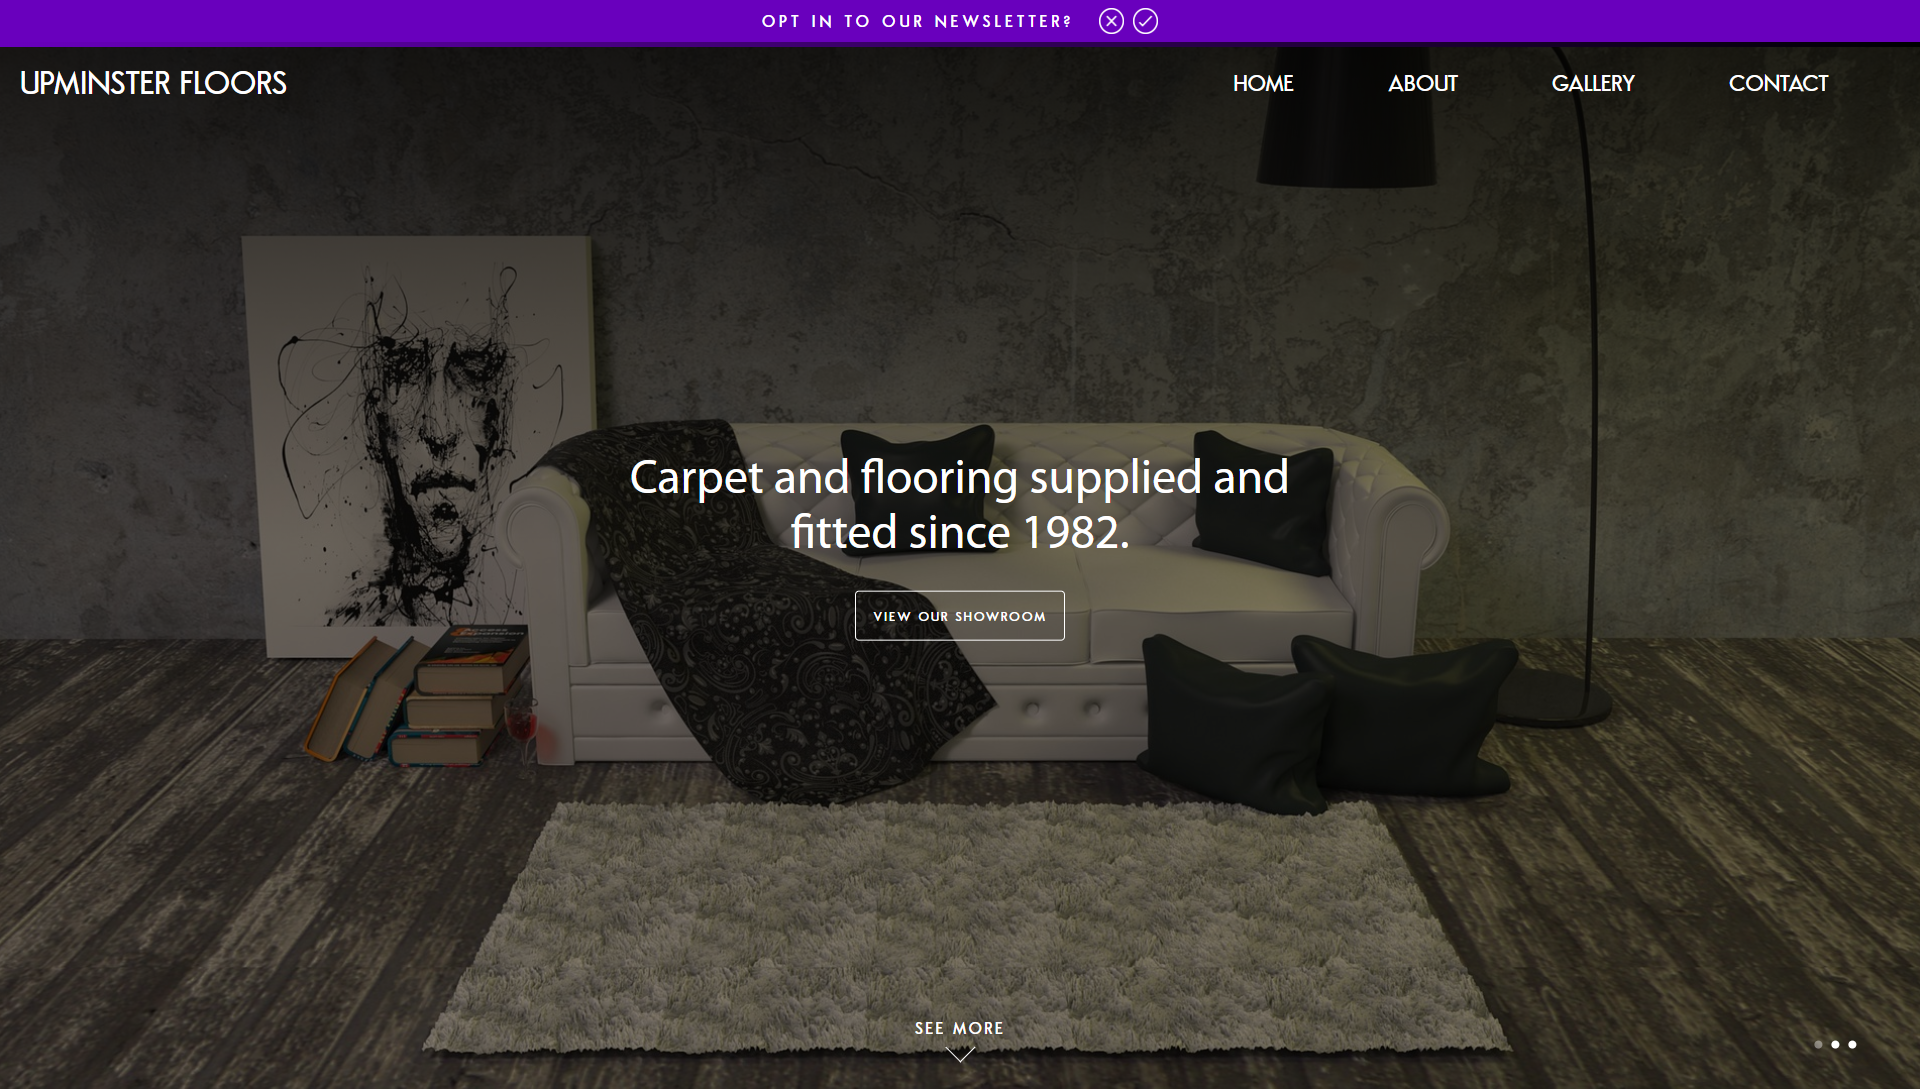 OPT IN TO OUR NEWSLETTER?
UPMINSTER FLOORS
HOME
ABOUT
GALLERY
CONTACT
Carpet and flooring supplied and
fitted since 1982.
VIEW OUR SHOWROOM
SEE MORE